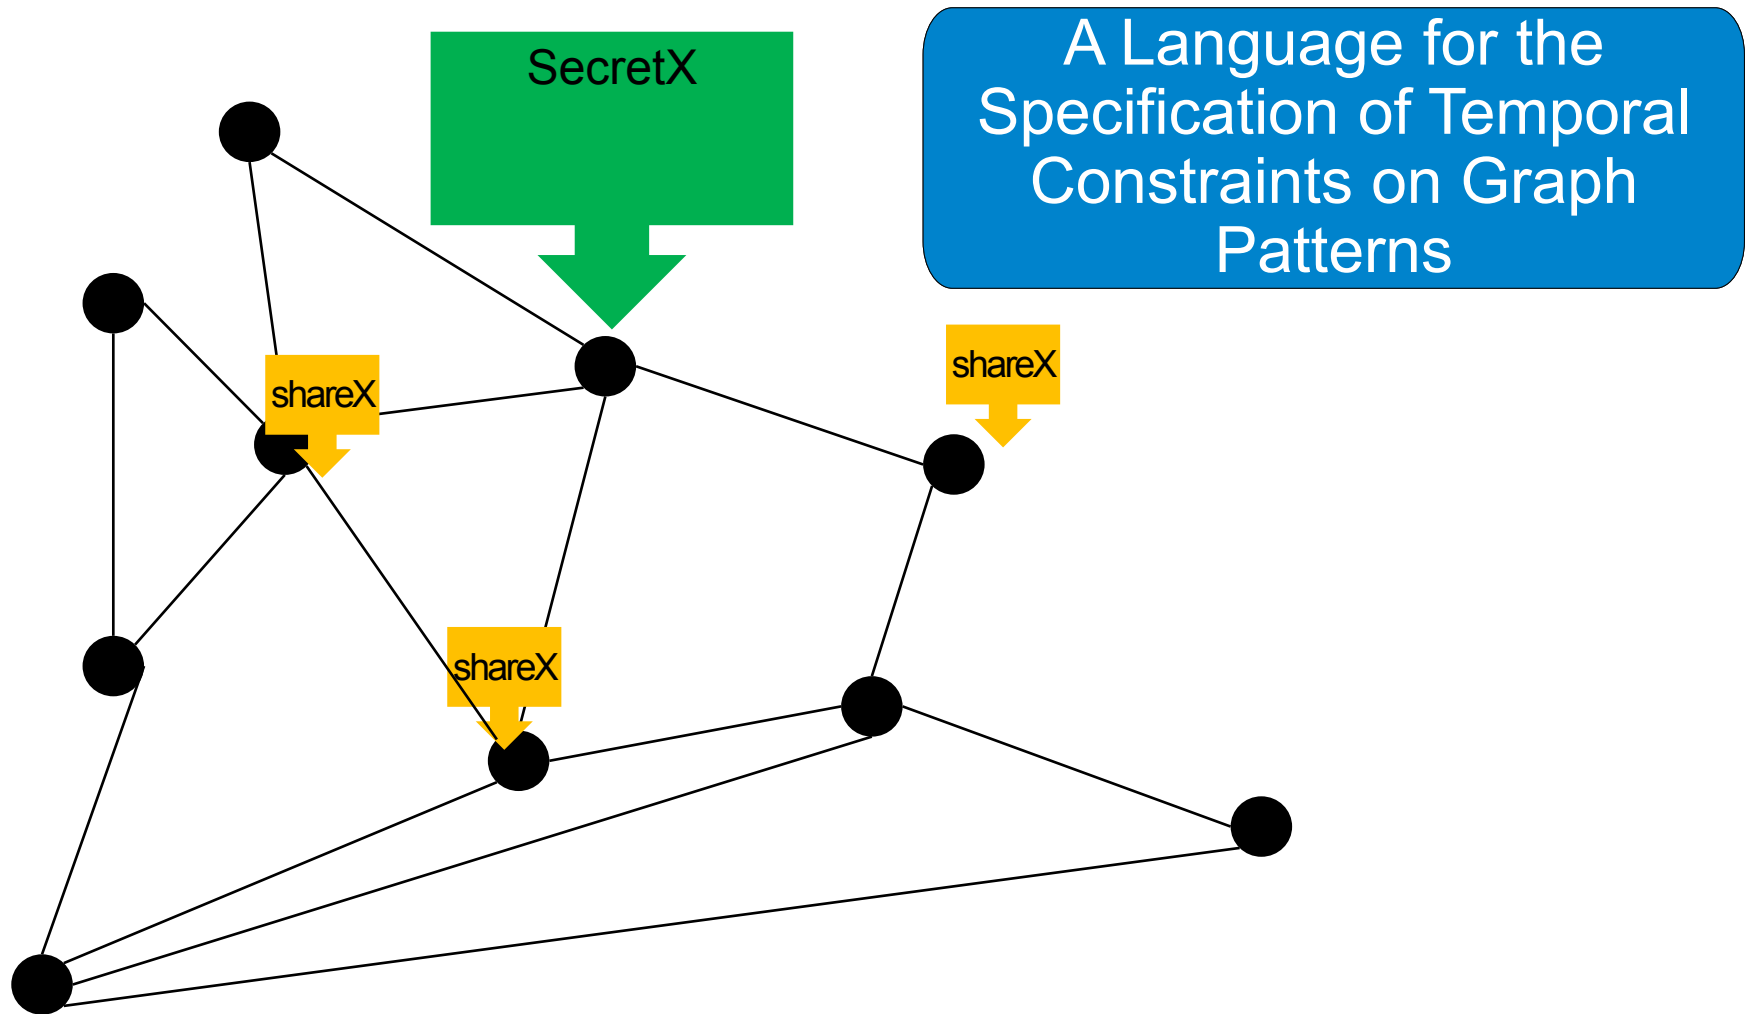 SecretX
A Language for the
Specification of Temporal
Constraints on Graph
Patterns
shareX
shareX
shareX